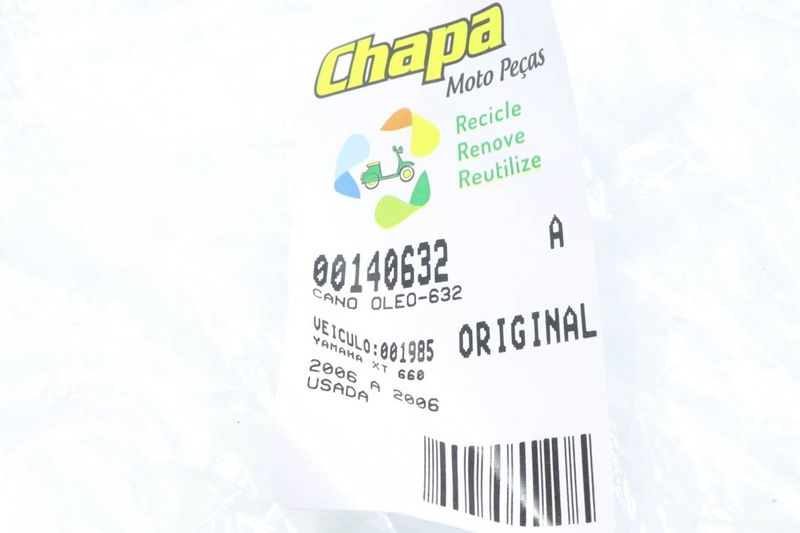 Chapa
Moto Peças
Recicle
Renove
Reutilize
A
00140632
CANO OLEO-632
VEICULO:001985 ORIGINAL
YAMAHA XT 660
2006 A 2006
USADA